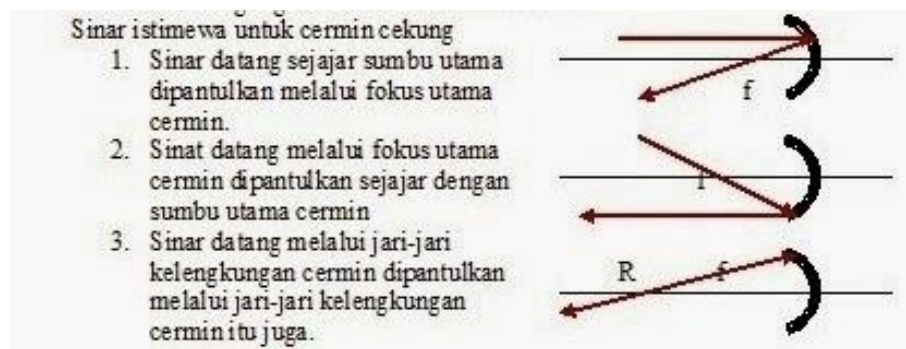 Sinar istimewa untuk cermin cekung
1. Sinar datang sejajar sumbu utama
dipantulkan melalui fokus utama
cermin.
2. Sinat datang melalui fokus utama
cermin dipantulkan sejajar dengan
sumbu utama cermin
3. Sinar datang melalui jari-jari
kelengkungan cermin dipantulkan
melalui jari-jari kelengkungan
cermin itu juga.
f
R f